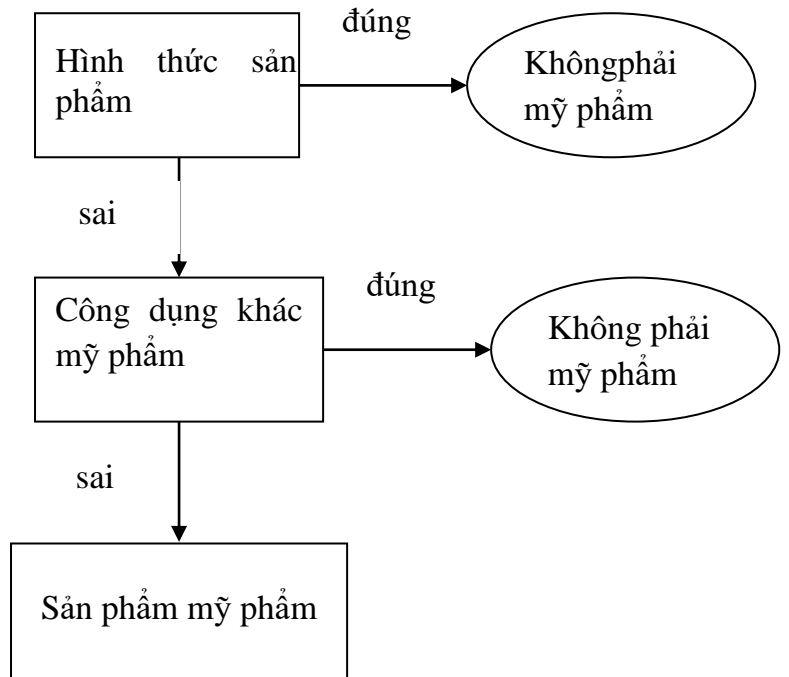 đúng
Hình thức sản
phẩm
Khôngphải
mỹ phẩm
sai
đúng
Công dụng khác
mỹ phẩm
Không phải
mỹ phẩm
sai
Sản phẩm mỹ phẩm